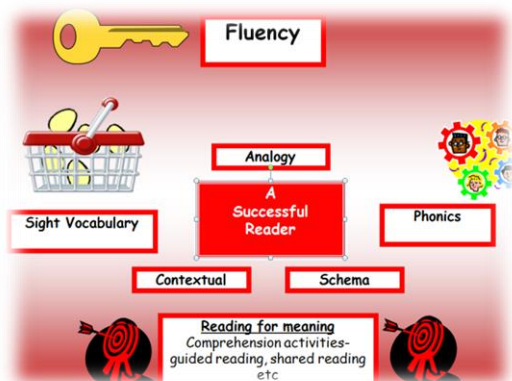 Fluency
Analogy
A
Successful
Reader
Sight Vocabulary
Phonics
Contextual
Schema
Reading for meaning
Comprehension activities-
guided reading, shared reading
etc